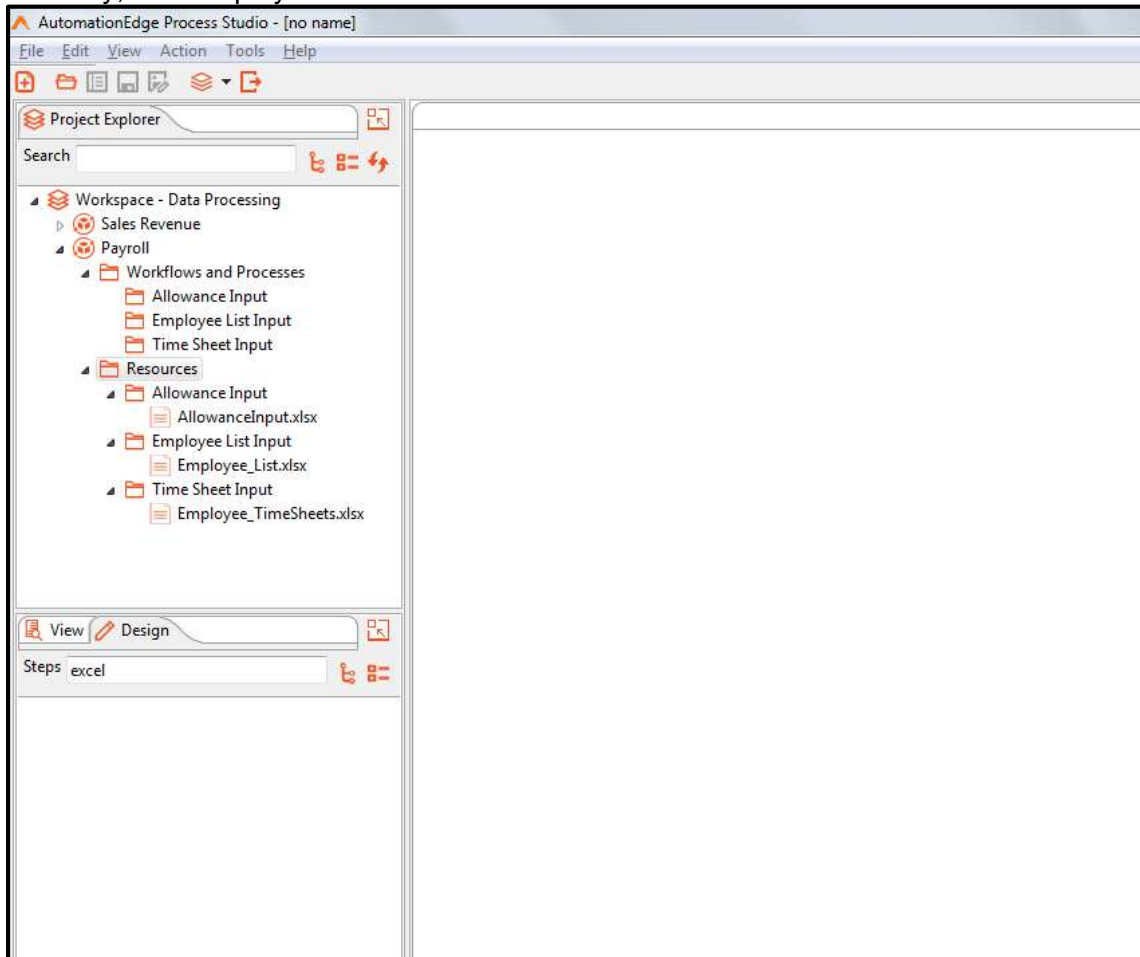 AutomationEdge Process Studio - [no name]
File Edit View Action Tools Help
Project Explorer
Search
Workspace - Data Processing
Sales Revenue
Payroll
Workflows and Processes
Allowance Input
Employee List Input
Time Sheet Input
Resources
Allowance Input
AllowanceInput.xlsx
Employee List Input
Employee_List.xlsx
Time Sheet Input
Employee_TimeSheets.xlsx
View Design
Steps excel